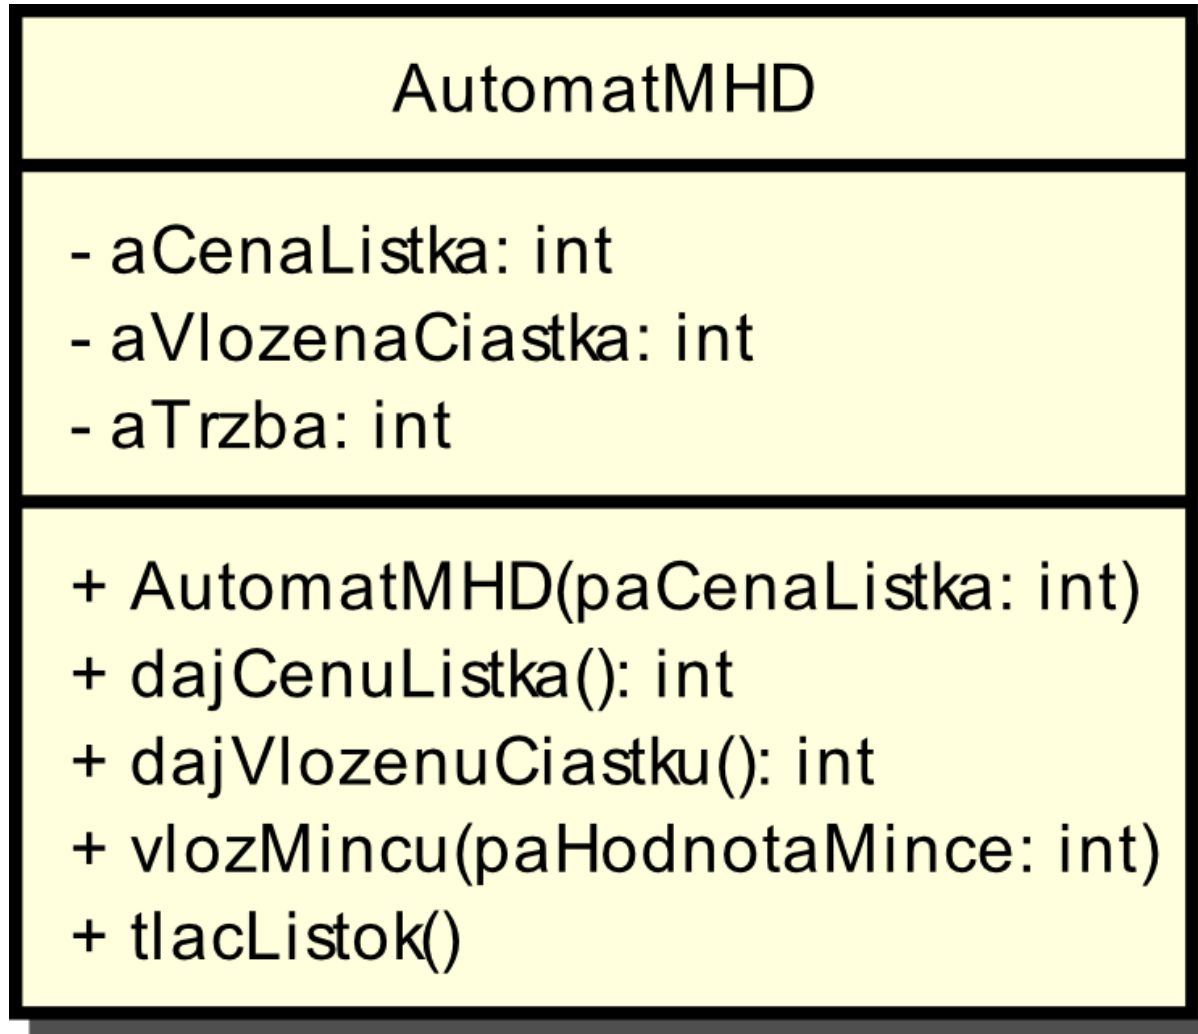 AutomatMHD
- aCenaListka: int
- aVlozenaCiastka: int
- aTrzba: int
+ AutomatMHD(paCenaListka: int)
+ dajCenuListka(): int
+ dajVlozenuCiastku(): int
+ vlozMincu(paHodnotaMince: int)
+ tlacListok()